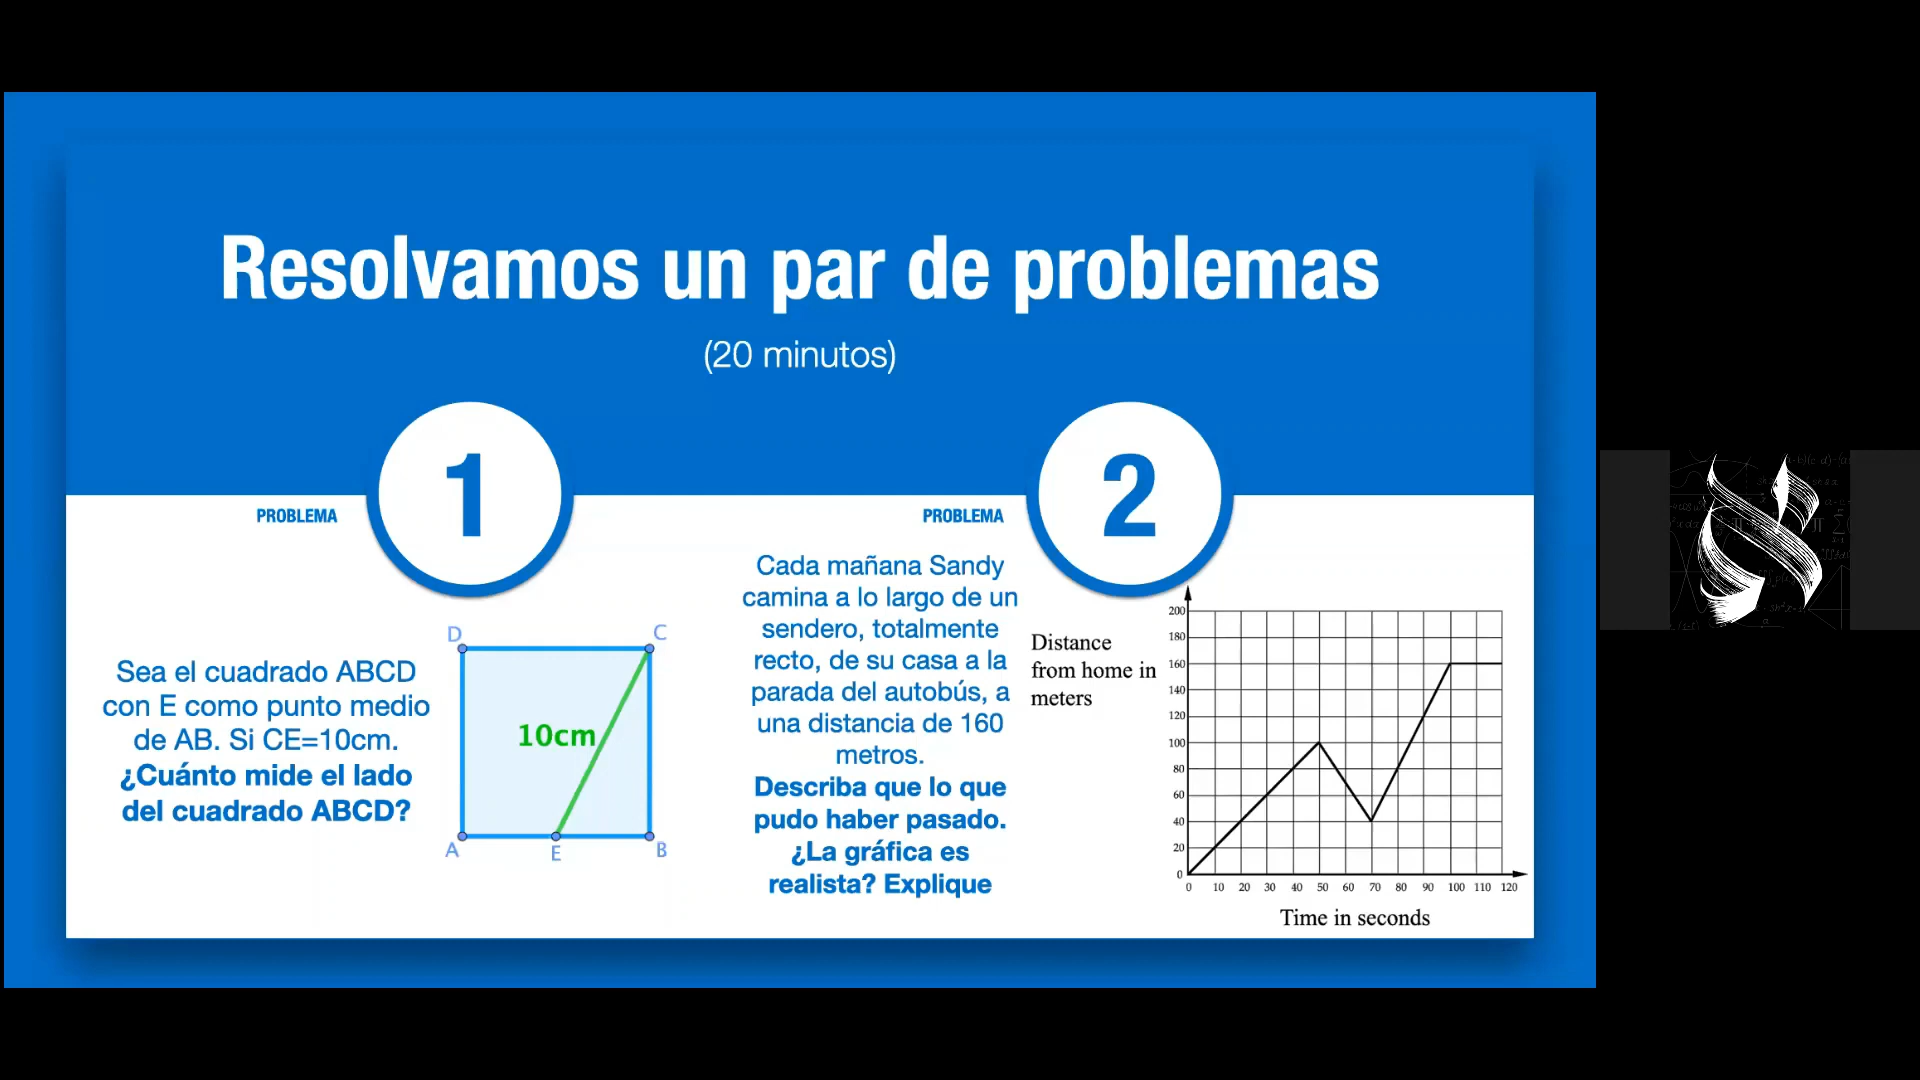 Resolvamos un par de problemas
(20 minutos)
1
PROBLEMA
Sea el cuadrado ABCD
con E como punto medio
de AB. Si CE=10cm.
¿Cuánto mide el lado
del cuadrado ABCD?
D
C
10cm
A
E
B
2
PROBLEMA
Cada mañana Sandy
camina a lo largo de un
sendero, totalmente
recto, de su casa a la
parada del autobús, a
una distancia de 160
metros.
Describa que lo que
pudo haber pasado.
¿La gráfica es
realista? Explique
Distance
from home in
meters
200
180
160
140
120
100
80
60
40
20
0
0 10 20 30 40 50 60 70 80 90 100 110 120
Time in seconds